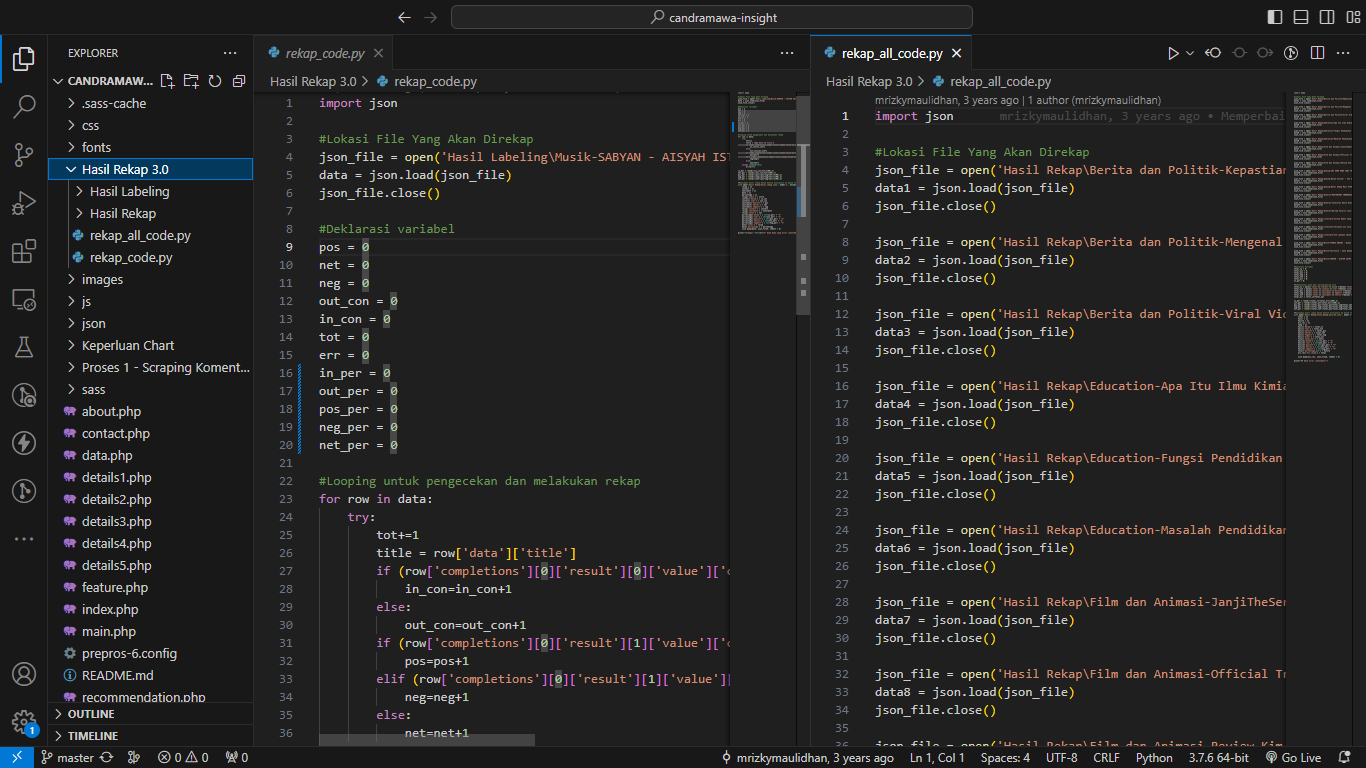 candramawa-insight
EXPLORER
CANDRAMAW...
.sass-cache
css
fonts
Hasil Rekap 3.0
Hasil Labeling
Hasil Rekap
rekap_all_code.py
rekap_code.py
images
js
json
Keperluan Chart
Proses 1 - Scraping Koment...
sass
about.php
contact.php
data.php
details1.php
details2.php
details3.php
details4.php
details5.php
feature.php
index.php
main.php
prepros-6.config
README.md
recommendation.php
OUTLINE
TIMELINE
rekap_code.py
Hasil Rekap 3.0 > rekap_code.py
1 import json
2
3 #Lokasi File Yang Akan Direkap
4 json_file = open('Hasil Labeling\Musik-SABYAN - AISYAH IST
5 data = json.load(json_file)
6 json_file.close()
7
8 #Deklarasi variabel
9 pos = 0
10 net = 0
11 neg = 0
12 out_con = 0
13 in_con = 0
14 tot = 0
15 err = 0
16 in_per = 0
17 out_per = 0
18 pos_per = 0
19 neg_per = 0
20 net_per = 0
21
22 #Looping untuk pengecekan dan melakukan rekap
23 for row in data:
24 try:
25 tot+=1
26 title = row['data']['title']
27 if (row['completions'][0]['result'][0]['value']['c
28 in_con=in_con+1
29 else:
30 out_con=out_con+1
31 if (row['completions'][0]['result'][1]['value']['c
32 pos=pos+1
33 elif (row['completions'][0]['result'][1]['value'][
34 neg=neg+1
35 else:
36 net=net+1
rekap_all_code.py
Hasil Rekap 3.0 > rekap_all_code.py
mrizkymaulidhan, 3 years ago | 1 author (mrizkymaulidhan)
1 import json mrizkymaulidhan, 3 years ago • Memperbai
2
3 #Lokasi File Yang Akan Direkap
4 json_file = open('Hasil Rekap\Berita dan Politik-Kepastian
5 data1 = json.load(json_file)
6 json_file.close()
7
8 json_file = open('Hasil Rekap\Berita dan Politik-Mengenal
9 data2 = json.load(json_file)
10 json_file.close()
11
12 json_file = open('Hasil Rekap\Berita dan Politik-Viral Vid
13 data3 = json.load(json_file)
14 json_file.close()
15
16 json_file = open('Hasil Rekap\Education-Apa Itu Ilmu Kimia
17 data4 = json.load(json_file)
18 json_file.close()
19
20 json_file = open('Hasil Rekap\Education-Fungsi Pendidikan
21 data5 = json.load(json_file)
22 json_file.close()
23
24 json_file = open('Hasil Rekap\Education-Masalah Pendidikan
25 data6 = json.load(json_file)
26 json_file.close()
27
28 json_file = open('Hasil Rekap\Film dan Animasi-JanjiTheSer
29 data7 = json.load(json_file)
30 json_file.close()
31
32 json_file = open('Hasil Rekap\Film dan Animasi-Official Tr
33 data8 = json.load(json_file)
34 json_file.close()
35
36 json_file = open('Hasil Rekap\Film dan Animasi-Review Kim
1
master
0 0
0
mrizkymaulidhan, 3 years ago
Ln 1, Col 1
Spaces: 4
UTF-8
CRLF
Python
3.7.6 64-bit
Go Live